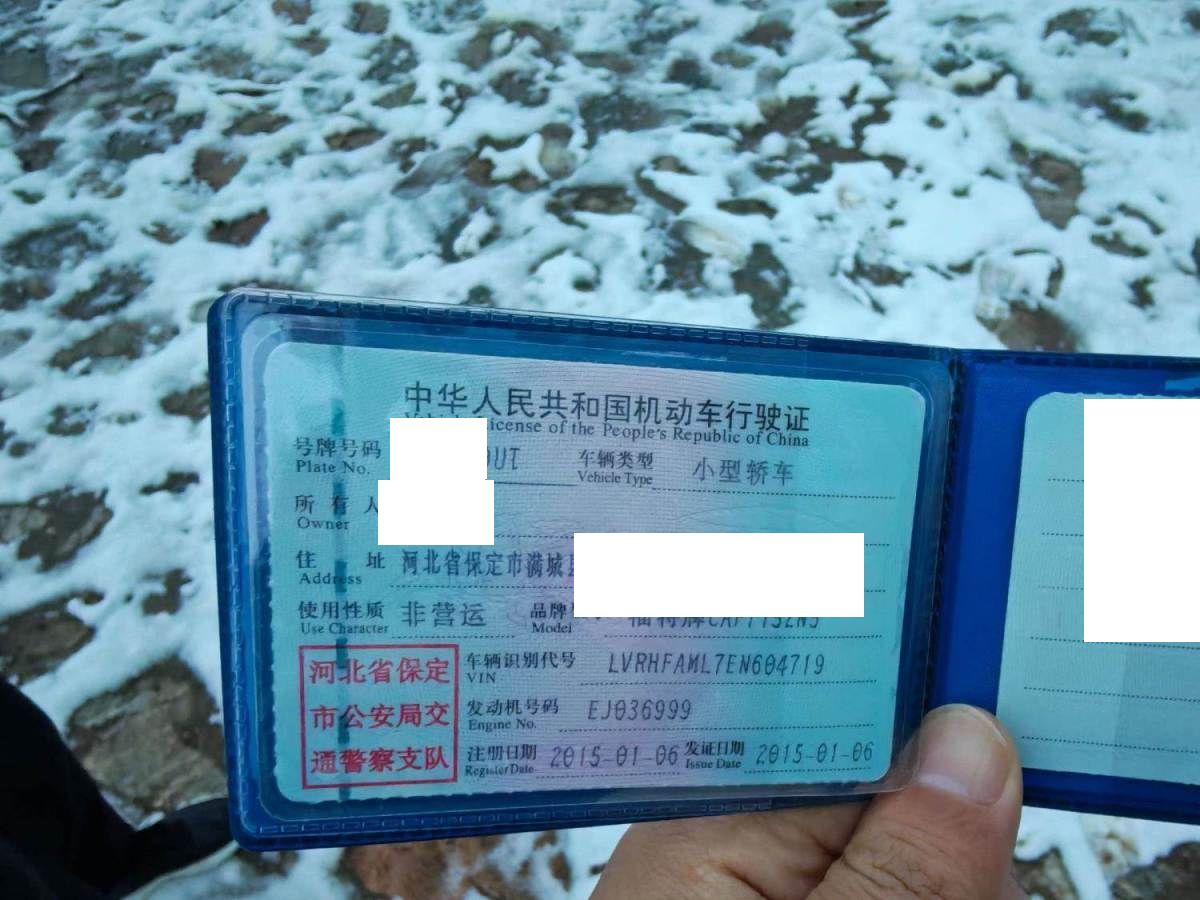 中华人民共和国机动车行驶证
icense of the People's Republic of China
号牌号码 车辆类型 小型轿车
Plate No. Vehicle Type
所有人
Owner
住址 河北省保定市满城
Address
使用性质 非营运 品牌
Use Character Model
河北省保定
市公安局交
通警察支队
车辆识别代号 LVRHFAML7EN604719
VIN
发动机号码 EJ036999
Engine No.
注册日期 2015-01-06 发证日期 2015-01-06
Register Date Issue Date